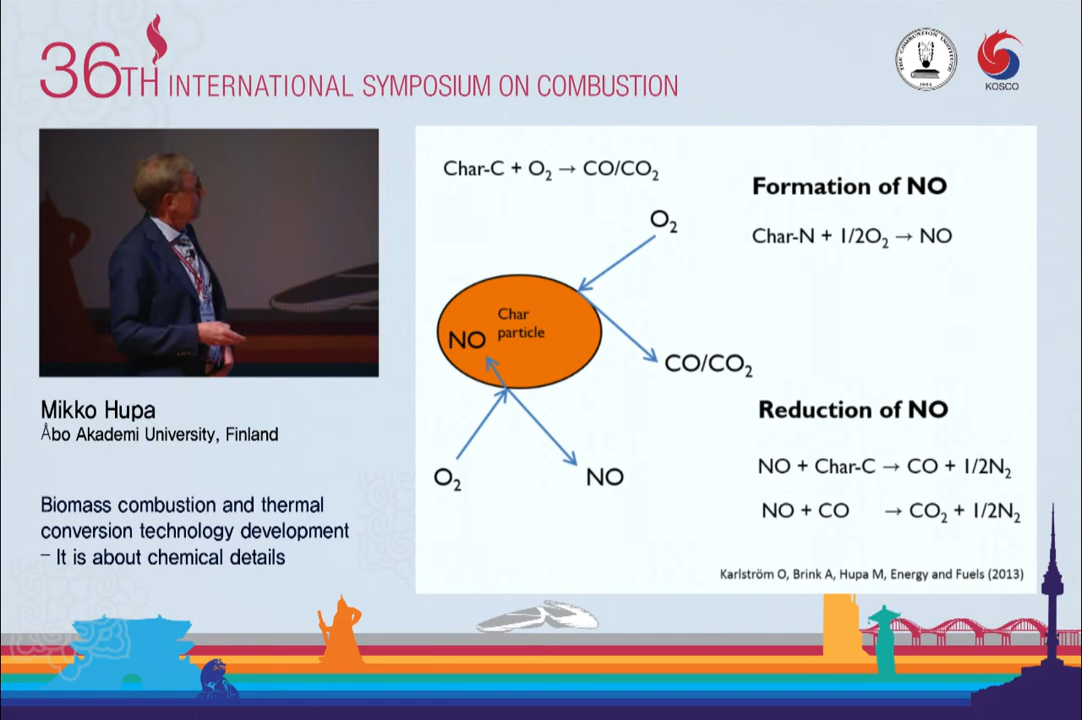 36TH INTERNATIONAL SYMPOSIUM ON COMBUSTION
THE COMBUSTION INSTITUTE
KOSCO
Mikko Hupa
Åbo Akademi University, Finland
Biomass combustion and thermal
conversion technology development
– It is about chemical details
Char-C + O₂ → CO/CO₂
O₂
Char
particle
NO
CO/CO₂
O₂
NO
Formation of NO
Char-N + 1/2O₂ → NO
Reduction of NO
NO + Char-C → CO + 1/2N₂
NO + CO → CO₂ + 1/2N₂
Karlström O, Brink A, Hupa M, Energy and Fuels (2013)